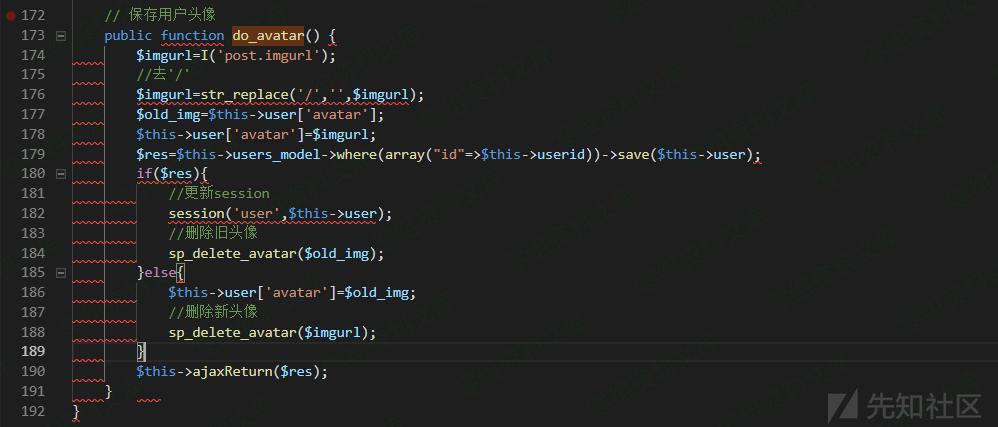 172 // 保存用户头像
173 public function do_avatar() {
174 $imgurl=I('post.imgurl');
175 //去'/'
176 $imgurl=str_replace('/','',$imgurl);
177 $old_img=$this->user['avatar'];
178 $this->user['avatar']=$imgurl;
179 $res=$this->users_model->where(array("id"=>$this->userid))->save($this->user);
180 if($res){
181 //更新session
182 session('user',$this->user);
183 //删除旧头像
184 sp_delete_avatar($old_img);
185 }else{
186 $this->user['avatar']=$old_img;
187 //删除新头像
188 sp_delete_avatar($imgurl);
189 }
190 $this->ajaxReturn($res);
191 }
192 }
先知社区